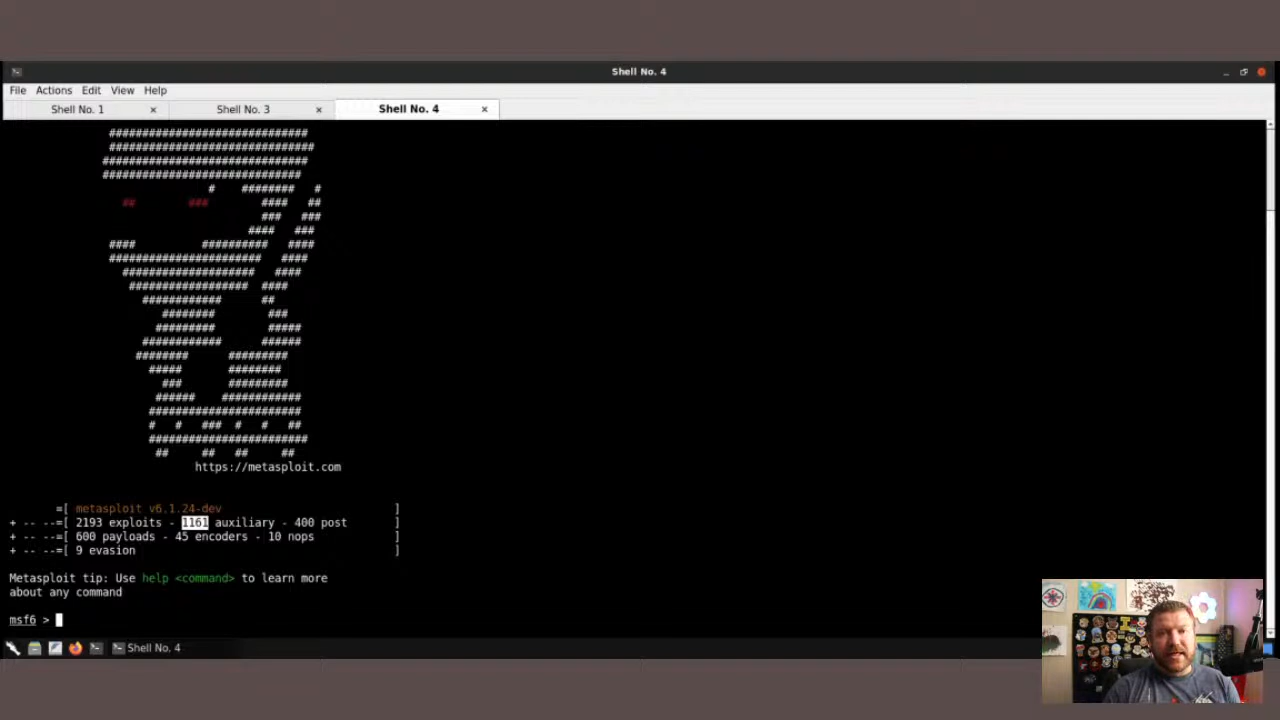 Shell No. 4
File Actions Edit View Help
Shell No. 1 × Shell No. 3 × Shell No. 4 ×
https://metasploit.com
=[ metasploit v6.1.24-dev ]
+ -- --=[ 2193 exploits - 1161 auxiliary - 400 post ]
+ -- --=[ 600 payloads - 45 encoders - 10 nops ]
+ -- --=[ 9 evasion ]
Metasploit tip: Use help <command> to learn more
about any command
msf6 >
Shell No. 4